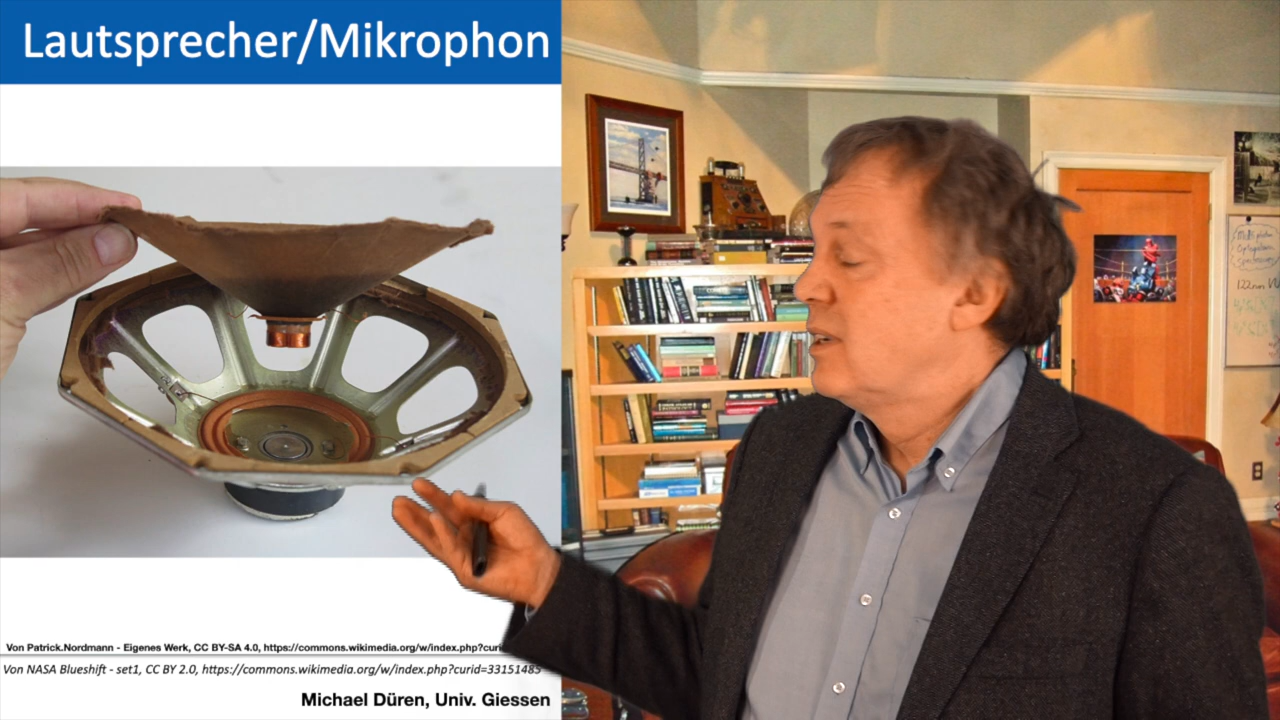 Lautsprecher/Mikrophon
Von Patrick.Nordmann - Eigenes Werk, CC BY-SA 4.0, https://commons.wikimedia.org/w/index.php?curi
Von NASA Blueshift - set1, CC BY 2.0, https://commons.wikimedia.org/w/index.php?curid=33151485
Michael Düren, Univ. Giessen